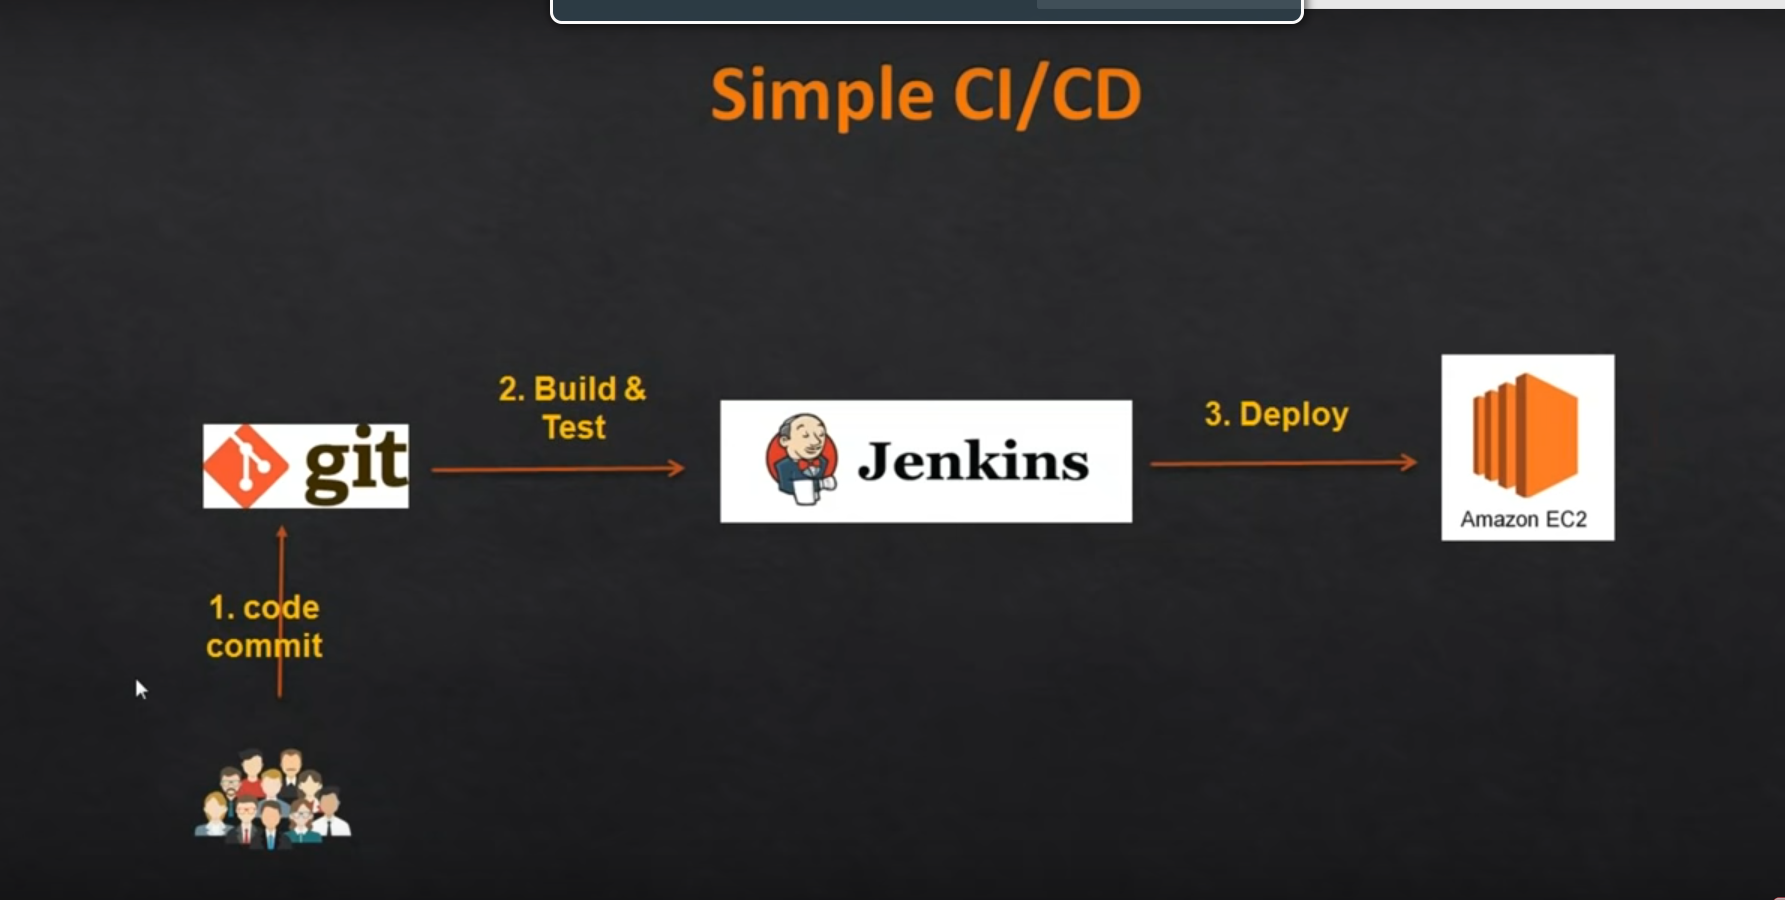 Simple CI/CD
2. Build &
Test
3. Deploy
git
Jenkins
Amazon EC2
1. code
commit